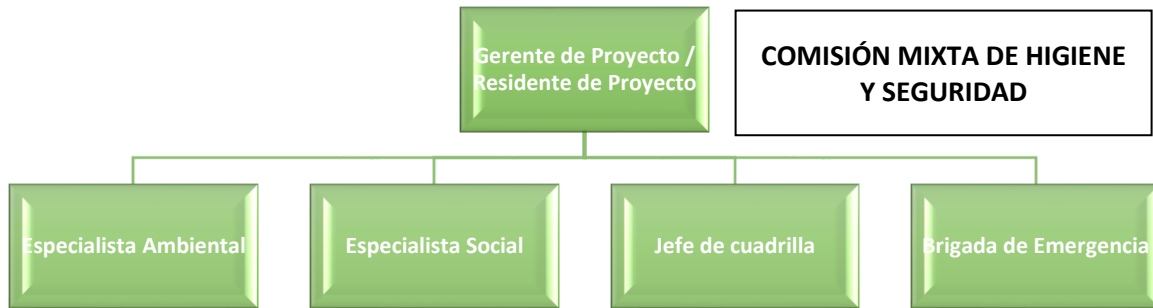 Gerente de Proyecto /
Residente de Proyecto
COMISIÓN MIXTA DE HIGIENE
Y SEGURIDAD
Especialista Ambiental
Especialista Social
Jefe de cuadrilla
Brigada de Emergencia